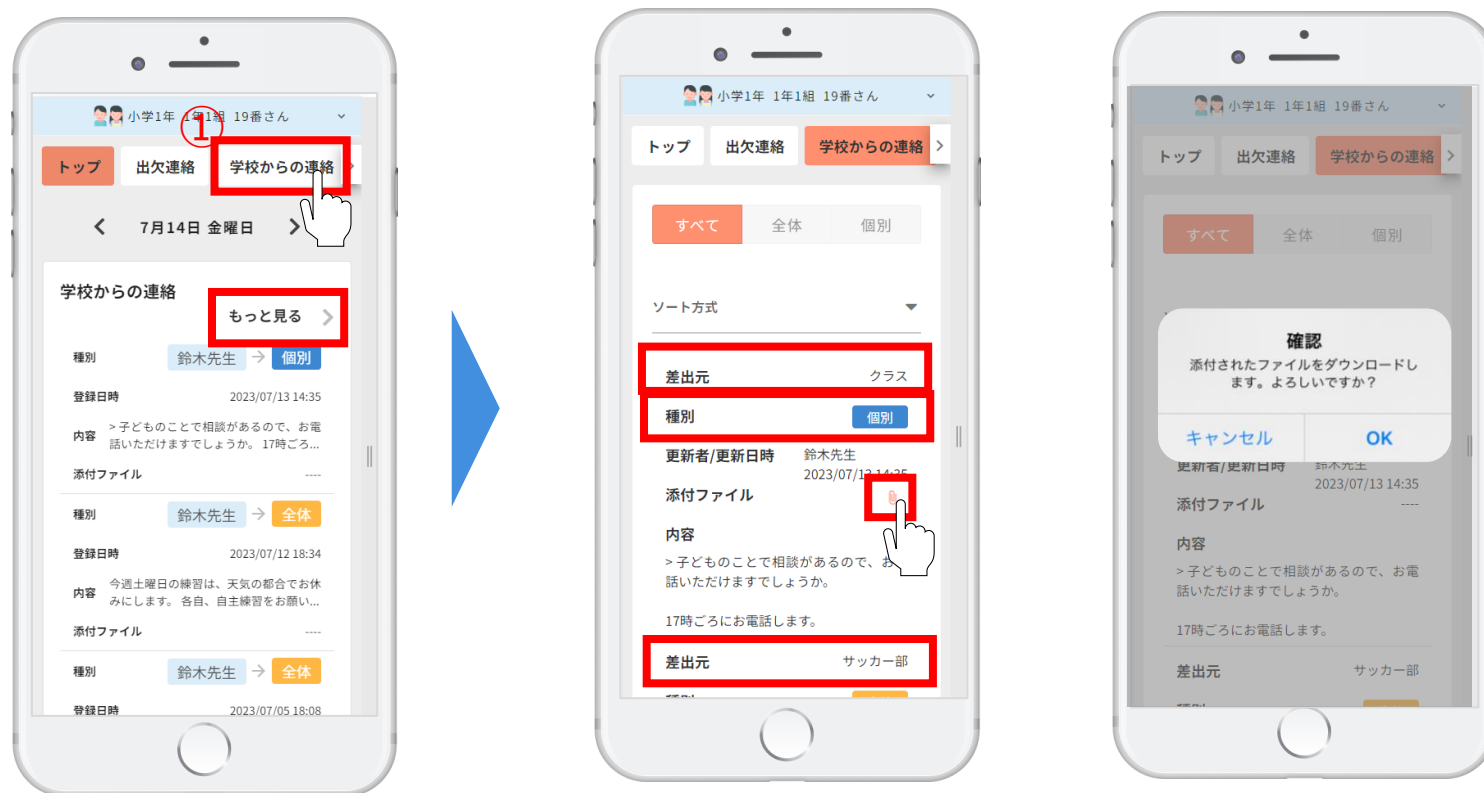 小学1年 1年1組 19番さん
①
トップ 出欠連絡 学校からの連絡
7月14日 金曜日
学校からの連絡
もっと見る
種別 鈴木先生 → 個別
登録日時 2023/07/13 14:35
内容 > 子どものことで相談があるので、お電
話いただけますでしょうか。 17時ごろ...
添付ファイル ----
種別 鈴木先生 → 全体
登録日時 2023/07/12 18:34
内容 今週土曜日の練習は、天気の都合でお休
みにします。 各自、自主練習をお願い...
添付ファイル ----
種別 鈴木先生 → 全体
登録日時 2023/07/05 18:08
小学1年 1年1組 19番さん
トップ 出欠連絡 学校からの連絡
すべて 全体 個別
ソート方式
差出元 クラス
種別 個別
更新者/更新日時 鈴木先生
2023/07/13 14:35
添付ファイル
内容
> 子どものことで相談があるので、お
話いただけますでしょうか。
17時ごろにお電話します。
差出元 サッカー部
小学1年 1年1組 19番さん
トップ 出欠連絡 学校からの連絡
すべて 全体 個別
確認
添付されたファイルをダウンロードし
ます。よろしいですか？
キャンセル OK
更新者/更新日時 鈴木先生
2023/07/13 14:35
添付ファイル ----
内容
> 子どものことで相談があるので、お電
話いただけますでしょうか。
17時ごろにお電話します。
差出元 サッカー部